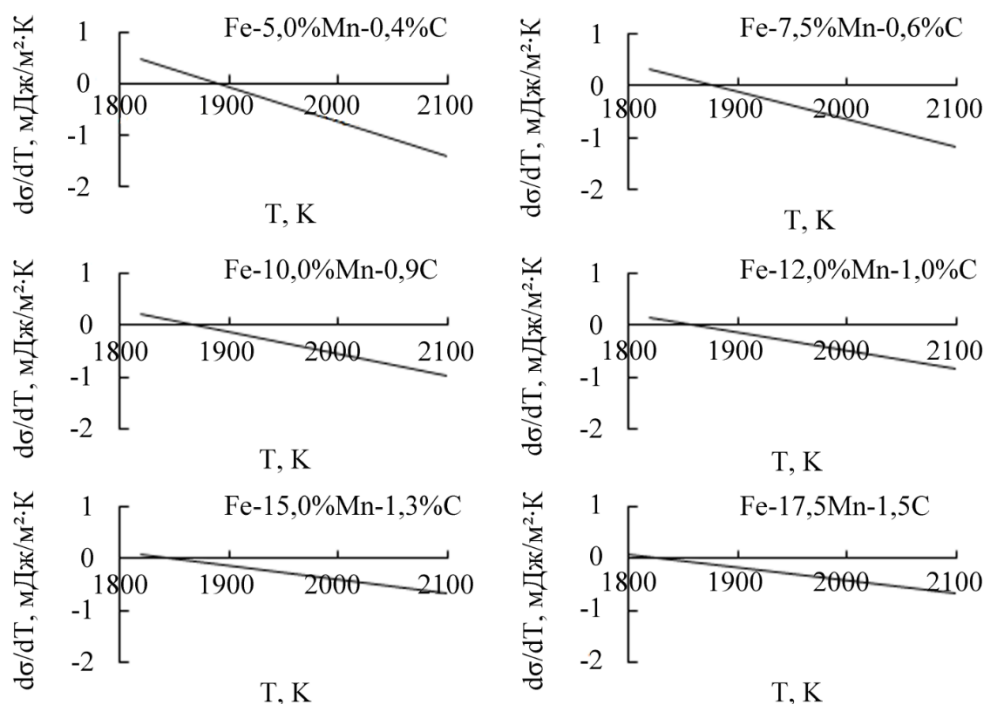 Fe-5,0%Mn-0,4%C
dσ/dT, мДж/м²·К
1
0
-1
-2
1800 1900 2000 2100
T, K
Fe-7,5%Mn-0,6%C
dσ/dT, мДж/м²·К
1
0
-1
-2
1800 1900 2000 2100
T, K
Fe-10,0%Mn-0,9C
dσ/dT, мДж/м²·К
1
0
-1
-2
1800 1900 2000 2100
T, K
Fe-12,0%Mn-1,0%C
dσ/dT, мДж/м²·К
1
0
-1
-2
1800 1900 2000 2100
T, K
Fe-15,0%Mn-1,3%C
dσ/dT, мДж/м²·К
1
0
-1
-2
1800 1900 2000 2100
T, K
Fe-17,5Mn-1,5C
dσ/dT, мДж/м²·К
1
0
-1
-2
1800 1900 2000 2100
T, K